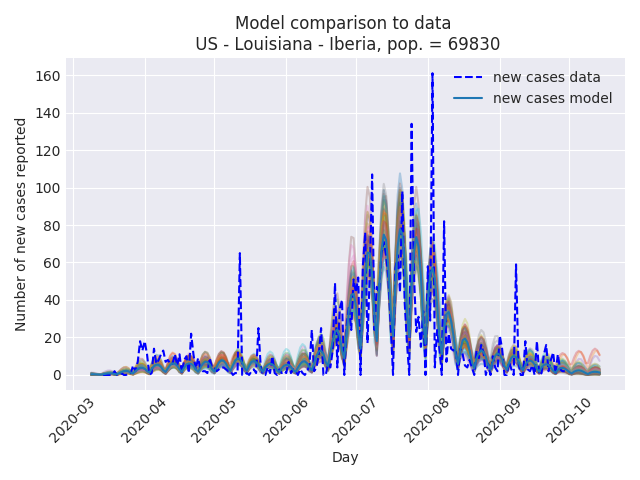 Model comparison to data
US - Louisiana - Iberia, pop. = 69830
new cases data
new cases model
Number of new cases reported
160
140
120
100
80
60
40
20
0
2020-03
2020-04
2020-05
2020-06
2020-07
2020-08
2020-09
2020-10
Day